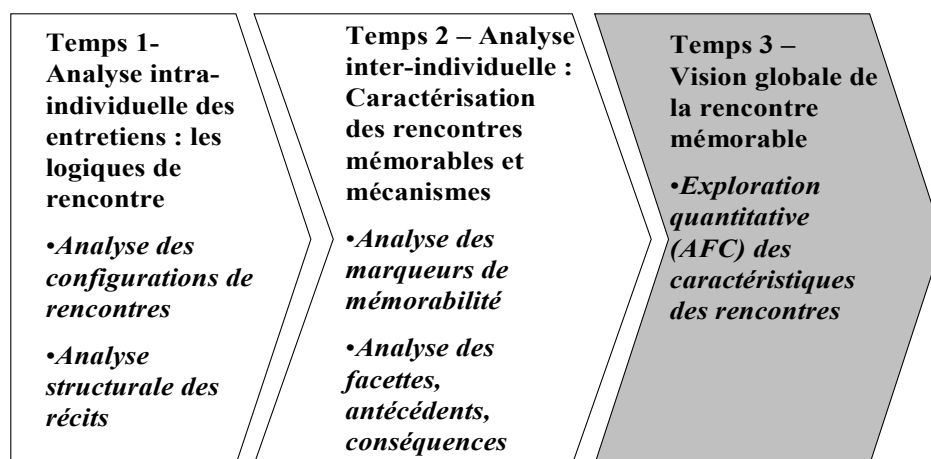 Temps 1-
Analyse intra-
individuelle des
entretiens : les
logiques de
rencontre
•Analyse des
configurations de
rencontres
•Analyse
structurale des
récits
Temps 2 – Analyse
inter-individuelle :
Caractérisation
des rencontres
mémorables et
mécanismes
•Analyse des
marqueurs de
mémorabilité
•Analyse des
facettes,
antécédents,
conséquences
Temps 3 –
Vision globale de
la rencontre
mémorable
•Exploration
quantitative
(AFC) des
caractéristiques
des rencontres